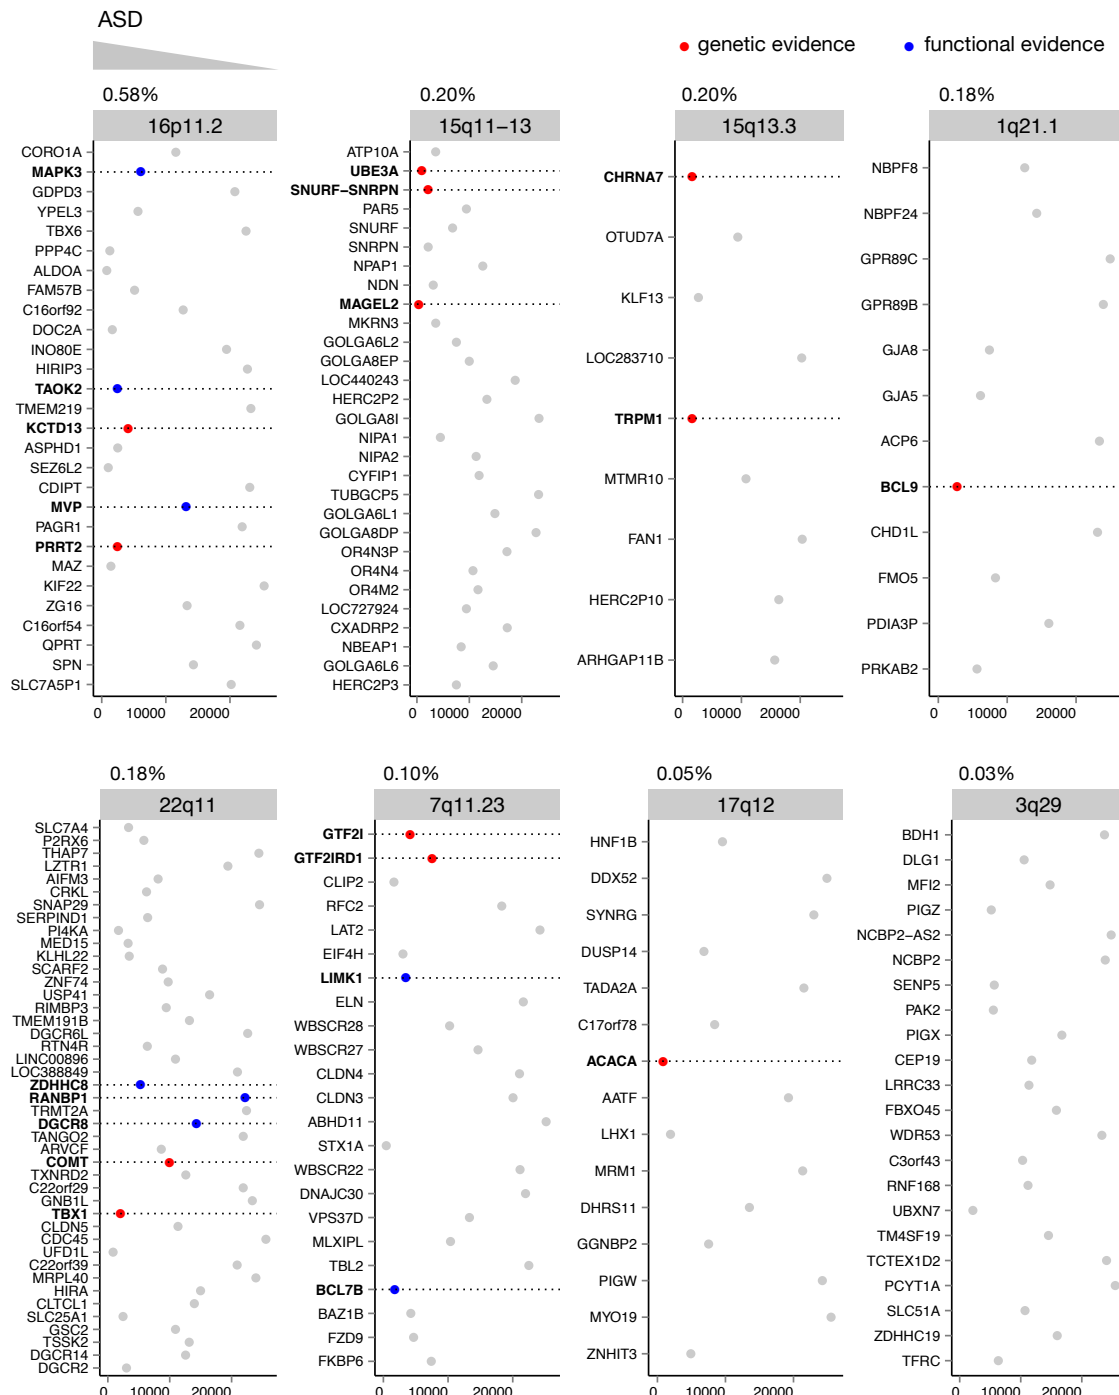 ASD
genetic evidence
functional evidence
0.58%
16p11.2
CORO1A
MAPK3
GDPD3
YPEL3
TBX6
PPP4C
ALDOA
FAM57B
C16orf92
DOC2A
INO80E
HIRIP3
TAOK2
TMEM219
KCTD13
ASPHD1
SEZ6L2
CDIPT
MVP
PAGR1
PRRT2
MAZ
KIF22
ZG16
C16orf54
QPRT
SPN
SLC7A5P1
0 10000 20000
0.20%
15q11−13
ATP10A
UBE3A
SNURF−SNRPN
PAR5
SNURF
SNRPN
NPAP1
NDN
MAGEL2
MKRN3
GOLGA6L2
GOLGA8EP
LOC440243
HERC2P2
GOLGA8I
NIPA1
NIPA2
CYFIP1
TUBGCP5
GOLGA6L1
GOLGA8DP
OR4N3P
OR4N4
OR4M2
LOC727924
CXADRP2
NBEAP1
GOLGA6L6
HERC2P3
0 10000 20000
0.20%
15q13.3
CHRNA7
OTUD7A
KLF13
LOC283710
TRPM1
MTMR10
FAN1
HERC2P10
ARHGAP11B
0 10000 20000
0.18%
1q21.1
NBPF8
NBPF24
GPR89C
GPR89B
GJA8
GJA5
ACP6
BCL9
CHD1L
FMO5
PDIA3P
PRKAB2
0 10000 20000
0.18%
22q11
SLC7A4
P2RX6
THAP7
LZTR1
AIFM3
CRKL
SNAP29
SERPIND1
PI4KA
MED15
KLHL22
SCARF2
ZNF74
USP41
RIMBP3
TMEM191B
DGCR6L
RTN4R
LINC00896
LOC388849
ZDHHC8
RANBP1
TRMT2A
DGCR8
TANGO2
ARVCF
COMT
TXNRD2
C22orf29
GNB1L
TBX1
CLDN5
CDC45
UFD1L
C22orf39
MRPL40
HIRA
CLTCL1
SLC25A1
GSC2
TSSK2
DGCR14
DGCR2
0 10000 20000
0.10%
7q11.23
GTF2I
GTF2IRD1
CLIP2
RFC2
LAT2
EIF4H
LIMK1
ELN
WBSCR28
WBSCR27
CLDN4
CLDN3
ABHD11
STX1A
WBSCR22
DNAJC30
VPS37D
MLXIPL
TBL2
BCL7B
BAZ1B
FZD9
FKBP6
0 10000 20000
0.05%
17q12
HNF1B
DDX52
SYNRG
DUSP14
TADA2A
C17orf78
ACACA
AATF
LHX1
MRM1
DHRS11
GGNBP2
PIGW
MYO19
ZNHIT3
0 10000 20000
0.03%
3q29
BDH1
DLG1
MFI2
PIGZ
NCBP2−AS2
NCBP2
SENP5
PAK2
PIGX
CEP19
LRRC33
FBXO45
WDR53
C3orf43
RNF168
UBXN7
TM4SF19
TCTEX1D2
PCYT1A
SLC51A
ZDHHC19
TFRC
0 10000 20000